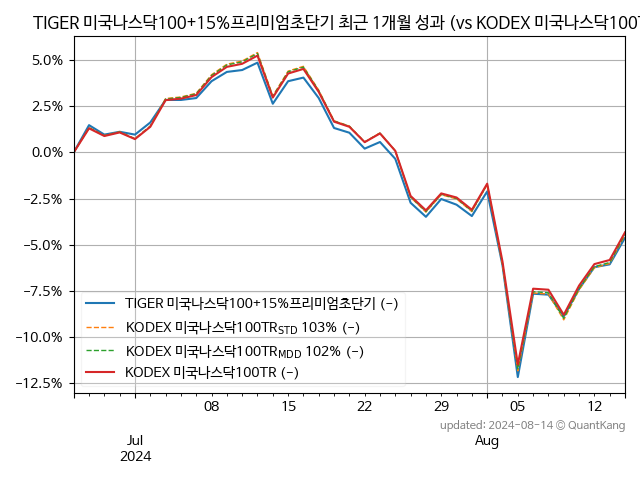 TIGER 미국나스닥100+15%프리미엄초단기 최근 1개월 성과 (vs KODEX 미국나스닥100T
5.0%
2.5%
0.0%
−2.5%
−5.0%
−7.5%
−10.0%
−12.5%
TIGER 미국나스닥100+15%프리미엄초단기 (−)
KODEX 미국나스닥100TRSTD 103% (−)
KODEX 미국나스닥100TRMDD 102% (−)
KODEX 미국나스닥100TR (−)
08 15 22 29 05 12
updated: 2024-08-14 © QuantKang
Jul Aug
2024